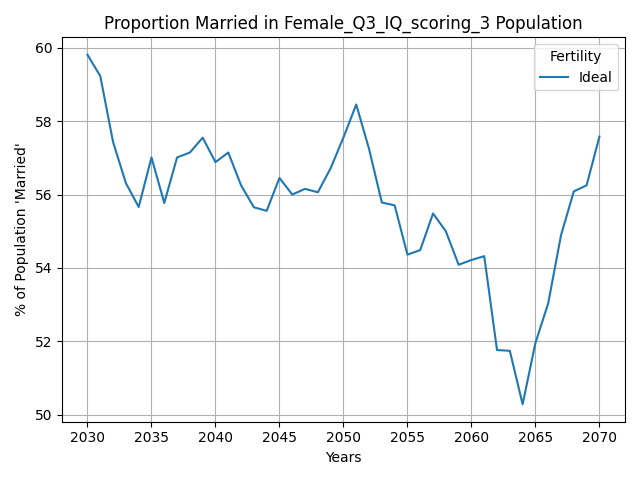 Proportion Married in Female_Q3_IQ_scoring_3 Population
Fertility
Ideal
% of Population 'Married'
60
58
56
54
52
50
2030 2035 2040 2045 2050 2055 2060 2065 2070
Years